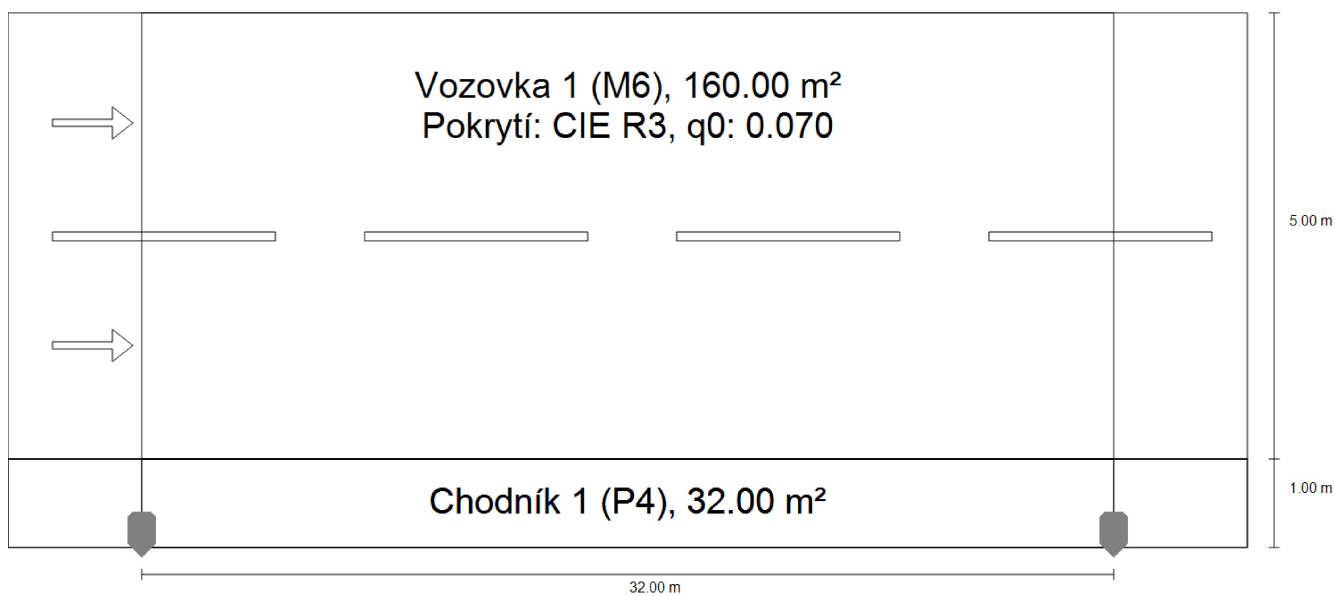 Vozovka 1 (M6), 160.00 m²
Pokrytí: CIE R3, q0: 0.070
5.00 m
Chodník 1 (P4), 32.00 m²
1.00 m
32.00 m